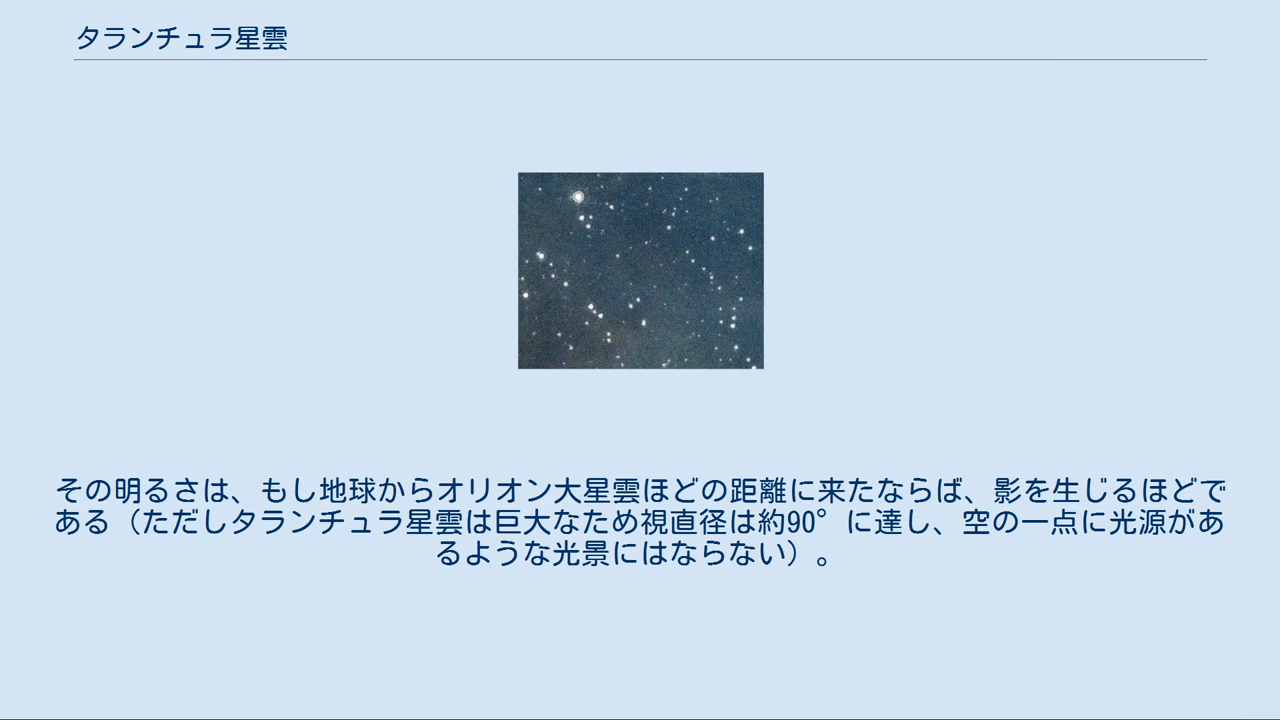 タランチュラ星雲
その明るさは、もし地球からオリオン大星雲ほどの距離に来たならば、影を生じるほどで
ある（ただしタランチュラ星雲は巨大なため視直径は約90°に達し、空の一点に光源があ
るような光景にはならない）。